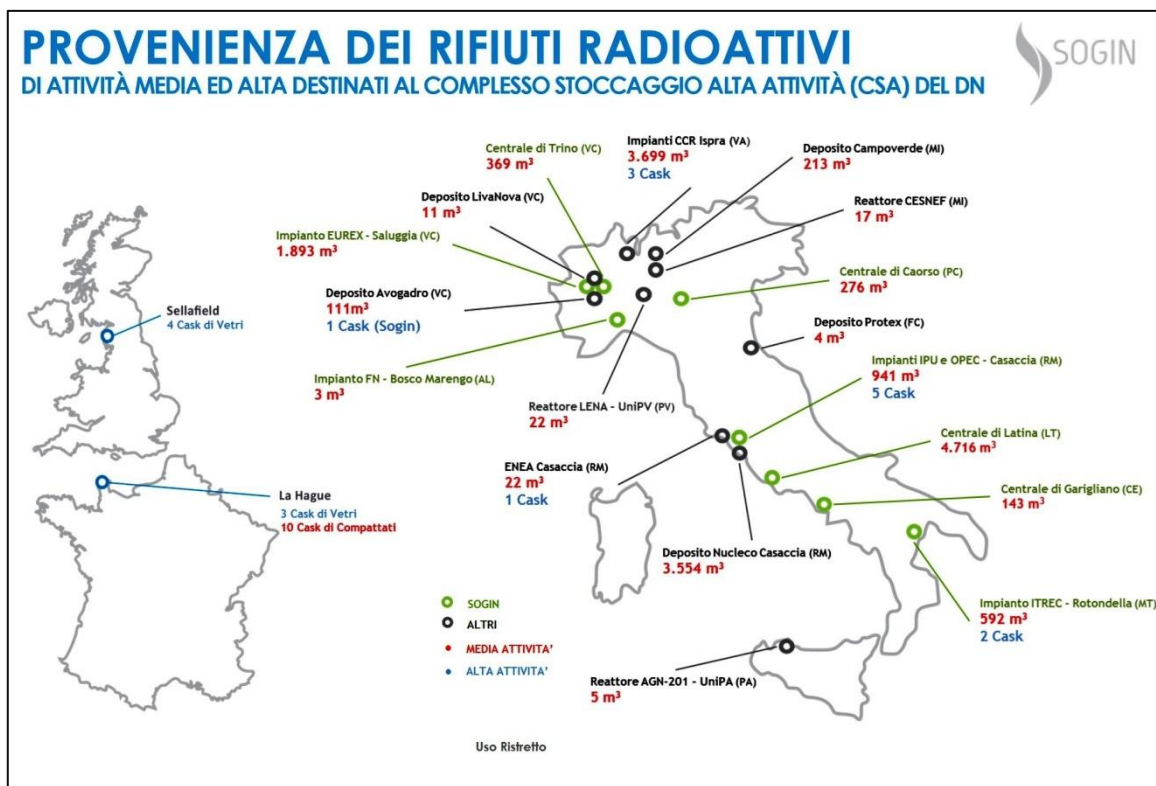 PROVENIENZA DEI RIFIUTI RADIOATTIVI
DI ATTIVITÀ MEDIA ED ALTA DESTINATI AL COMPLESSO STOCCAGGIO ALTA ATTIVITÀ (CSA) DEL DN
SOGIN
Centrale di Trino (VC)
369 m³
Impianti CCR Ispra (VA)
3.699 m³
3 Cask
Deposito Campoverde (MI)
213 m³
Deposito LivaNova (VC)
11 m³
Reattore CESNEF (MI)
17 m³
Impianto EUREX - Saluggia (VC)
1.893 m³
Centrale di Caorso (PC)
276 m³
Deposito Avogadro (VC)
111m³
1 Cask (Sogin)
Sellafield
4 Cask di Vetri
Deposito Protex (FC)
4 m³
Impianti IPU e OPEC - Casaccia (RM)
941 m³
5 Cask
Impianto FN - Bosco Marengo (AL)
3 m³
Reattore LENA - UniPV (PV)
22 m³
Centrale di Latina (LT)
4.716 m³
ENEA Casaccia (RM)
22 m³
1 Cask
La Hague
3 Cask di Vetri
10 Cask di Compattati
Centrale di Garigliano (CE)
143 m³
Deposito Nucleco Casaccia (RM)
3.554 m³
Impianto ITREC - Rotondella (MT)
592 m³
2 Cask
SOGIN
ALTRI
MEDIA ATTIVITA'
ALTA ATTIVITA'
Reattore AGN-201 - UniPA (PA)
5 m³
Uso Ristretto